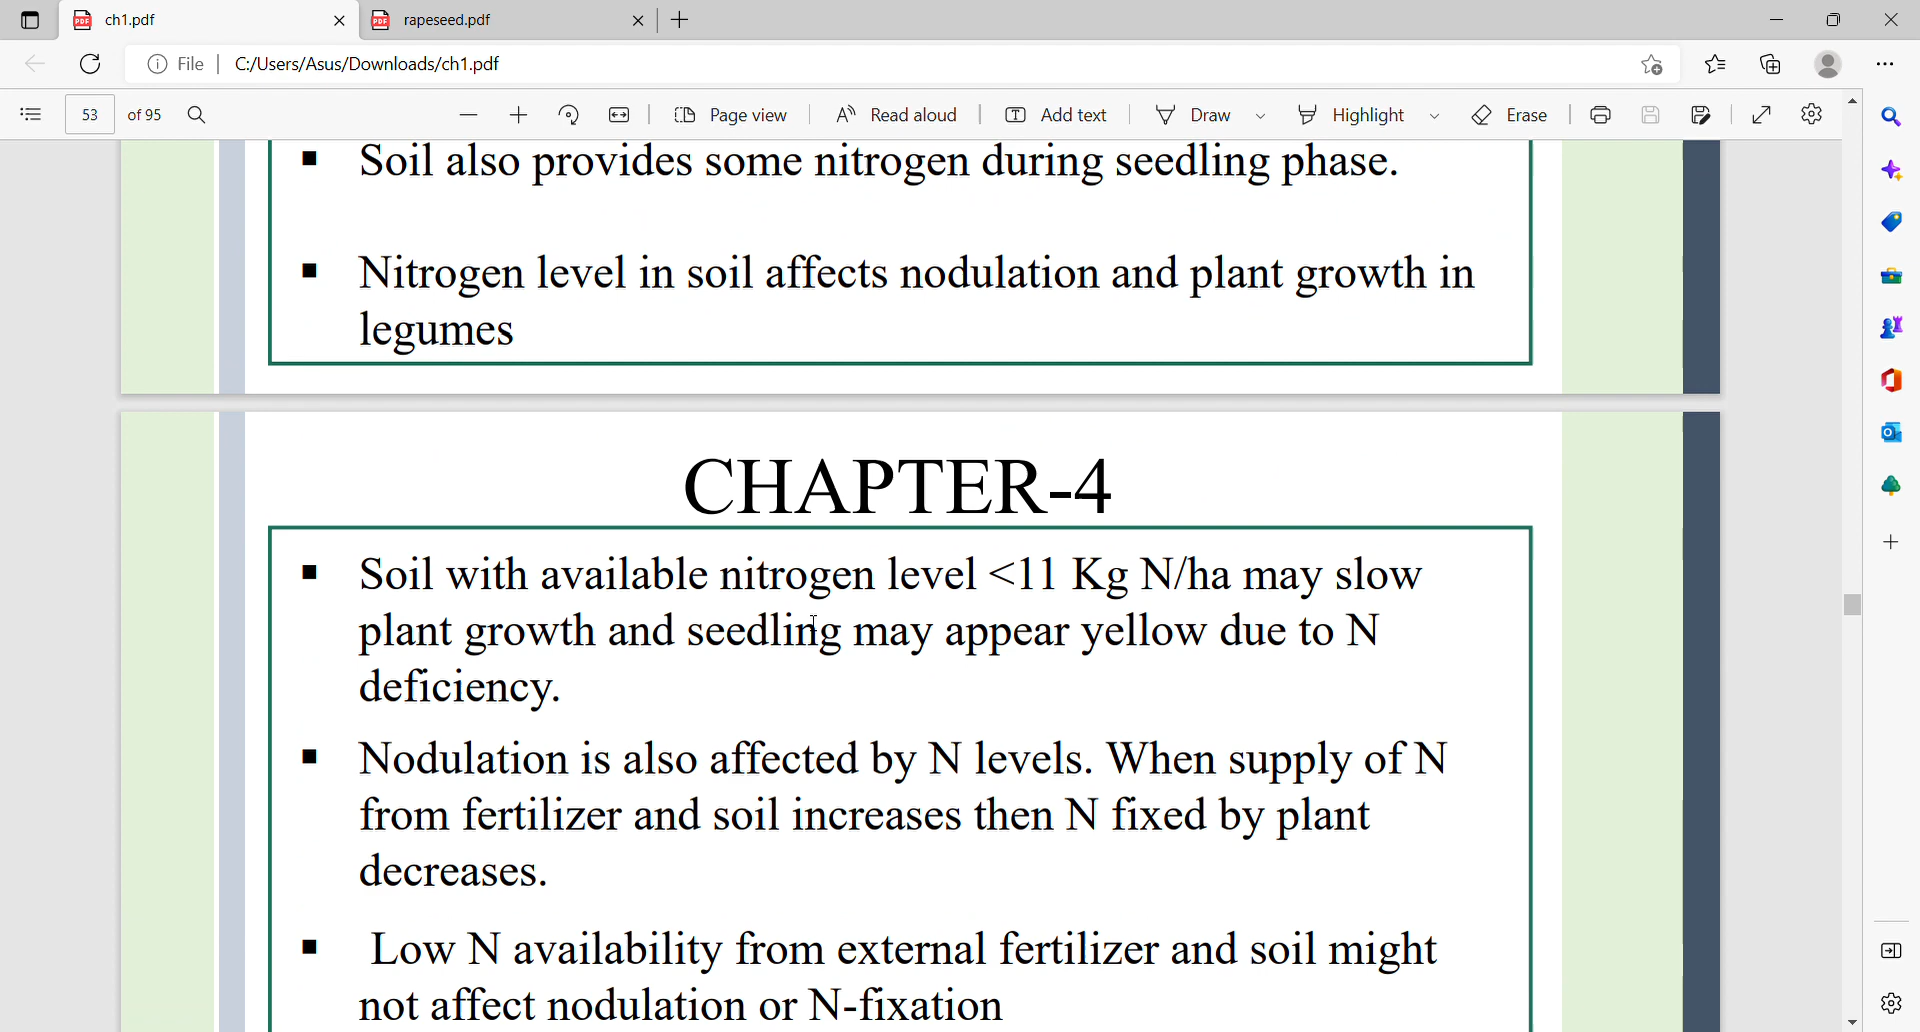 ch1.pdf
rapeseed.pdf
File
C:/Users/Asus/Downloads/ch1.pdf
53 of 95
Page view
Read aloud
Add text
Draw
Highlight
Erase
▪ Soil also provides some nitrogen during seedling phase.
▪ Nitrogen level in soil affects nodulation and plant growth in
legumes
CHAPTER-4
▪ Soil with available nitrogen level <11 Kg N/ha may slow
plant growth and seedling may appear yellow due to N
deficiency.
▪ Nodulation is also affected by N levels. When supply of N
from fertilizer and soil increases then N fixed by plant
decreases.
▪ Low N availability from external fertilizer and soil might
not affect nodulation or N-fixation